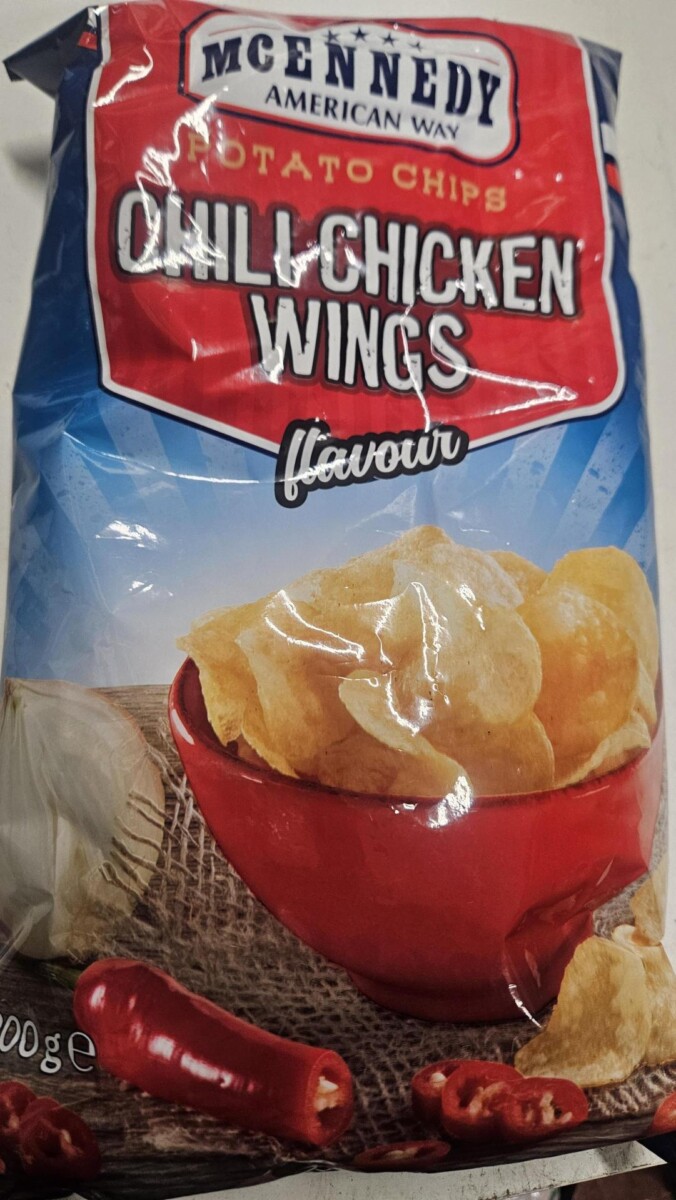 McENNEDY
AMERICAN WAY
POTATO CHIPS
CHILI CHICKEN
WINGS
flavour